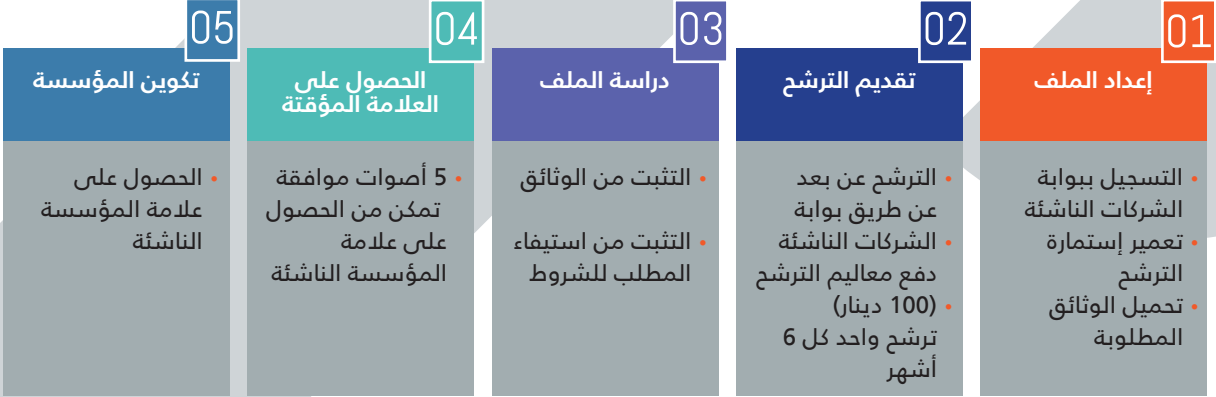 01
إعداد الملف
• التسجيل ببوابة
الشركات الناشئة
• تعمير إستمارة
الترشح
• تحميل الوثائق
المطلوبة
02
تقديم الترشح
• الترشح عن بعد
عن طريق بوابة
• الشركات الناشئة
دفع معاليم الترشح
• (100 دينار)
ترشح واحد كل 6
أشهر
03
دراسة الملف
• التثبت من الوثائق
• التثبت من استيفاء
المطلب للشروط
04
الحصول على
العلامة المؤقتة
• 5 أصوات موافقة
تمكن من الحصول
على علامة
المؤسسة الناشئة
05
تكوين المؤسسة
• الحصول على
علامة المؤسسة
الناشئة